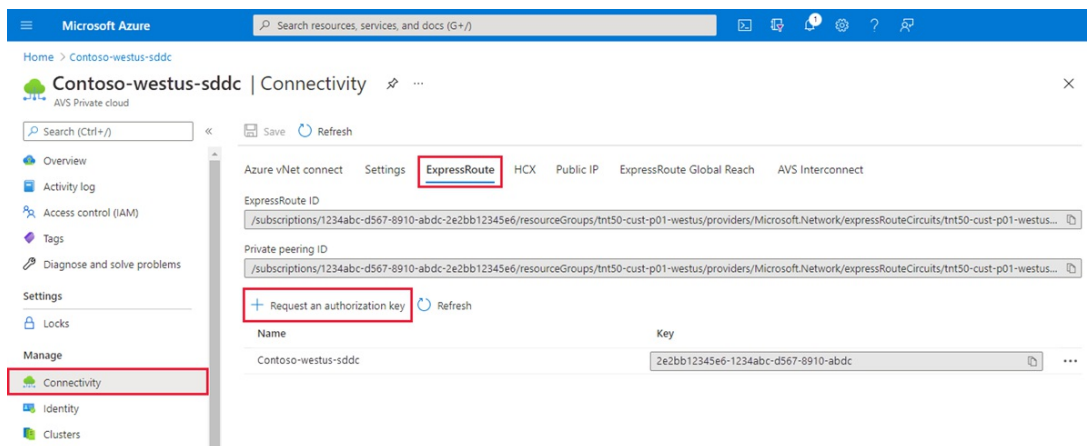 Microsoft Azure
Search resources, services, and docs (G+/)
1
Home > Contoso-westus-sddc
Contoso-westus-sddc | Connectivity
AVS Private cloud
Search (Ctrl+/)
Save
Refresh
Overview
Activity log
Access control (IAM)
Tags
Diagnose and solve problems
Settings
Locks
Manage
Connectivity
Identity
Clusters
Azure vNet connect
Settings
ExpressRoute
HCX
Public IP
ExpressRoute Global Reach
AVS Interconnect
ExpressRoute ID
/subscriptions/1234abc-d567-8910-abdc-2e2bb12345e6/resourceGroups/tnt50-cust-p01-westus/providers/Microsoft.Network/expressRouteCircuits/tnt50-cust-p01-westus...
Private peering ID
/subscriptions/1234abc-d567-8910-abdc-2e2bb12345e6/resourceGroups/tnt50-cust-p01-westus/providers/Microsoft.Network/expressRouteCircuits/tnt50-cust-p01-westus...
Request an authorization key
Refresh
Name
Key
Contoso-westus-sddc
2e2bb12345e6-1234abc-d567-8910-abdc